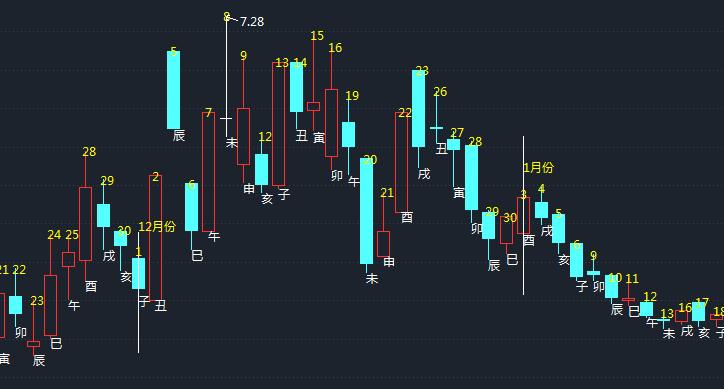 21
寅
22
卯
23
辰
24
巳
25
午
28
酉
29
戌
30
亥
12月份
1
子
2
丑
5
辰
6
巳
7
午
8
7.28
未
9
申
12
亥
13
子
14
丑
15
寅
16
卯
19
午
20
未
21
申
22
酉
23
戌
26
丑
27
寅
28
卯
29
辰
30
巳
1月份
3
酉
4
戌
5
亥
6
子
9
卯
10
辰
11
巳
12
午
13
未
16
戌
17
亥
18
子